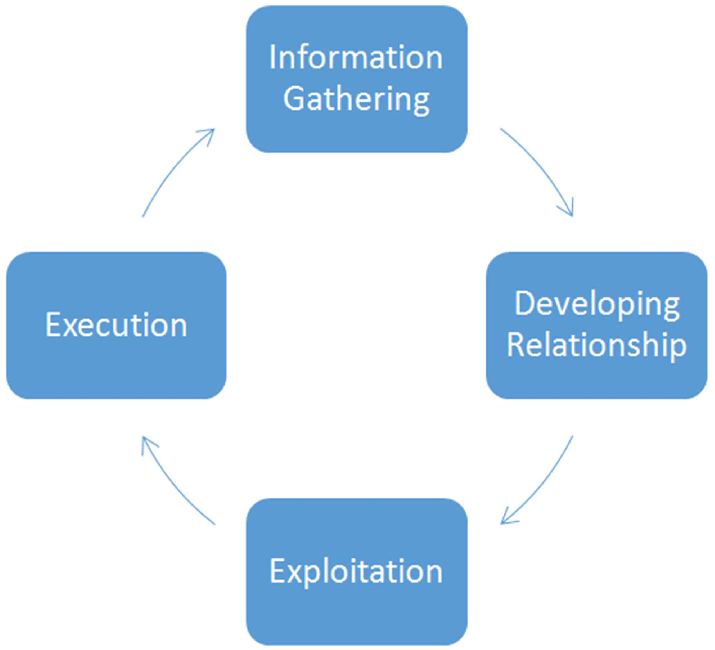 Information
Gathering
Developing
Relationship
Exploitation
Execution